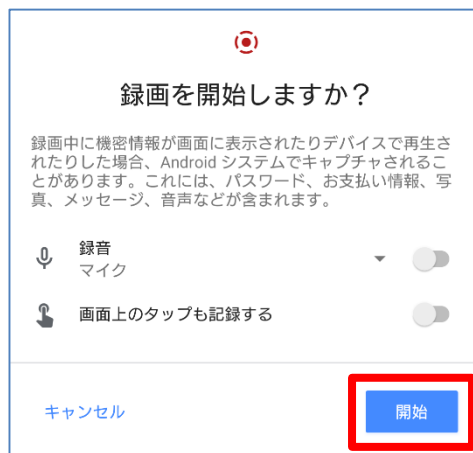 録画を開始しますか？
録画中に機密情報が画面に表示されたりデバイスで再生さ
れたりした場合、Android システムでキャプチャされるこ
とがあります。これには、パスワード、お支払い情報、写
真、メッセージ、音声などが含まれます。
録音
マイク
画面上のタップも記録する
キャンセル
開始